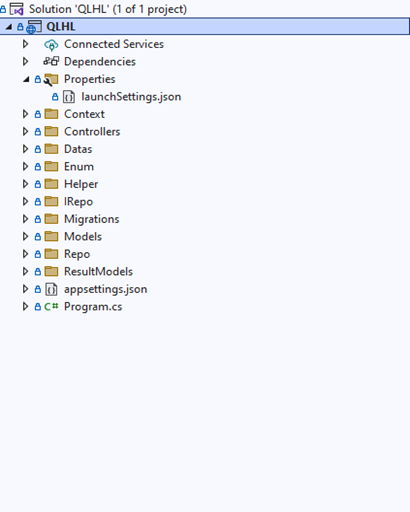 Solution 'QLHL' (1 of 1 project)
QLHL
Connected Services
Dependencies
Properties
launchSettings.json
Context
Controllers
Datas
Enum
Helper
IRepo
Migrations
Models
Repo
ResultModels
appsettings.json
C# Program.cs